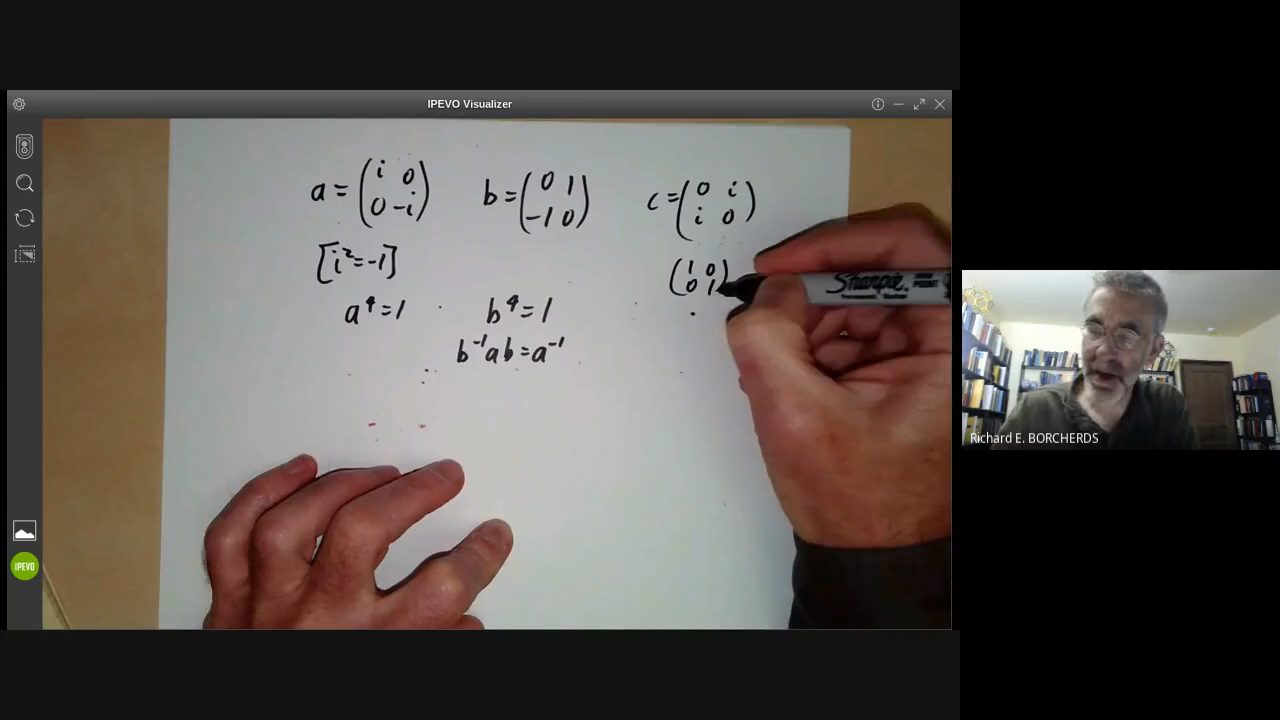 IPEVO Visualizer
a = (i 0 / 0 -i) b = (0 1 / -1 0) c = (0 i / i 0)
[i²=-1] (1 0 / 0 1)
a⁴=1 b⁴=1
b⁻¹ab=a⁻¹
Sharpie
IPEVO
Richard E. BORCHERDS